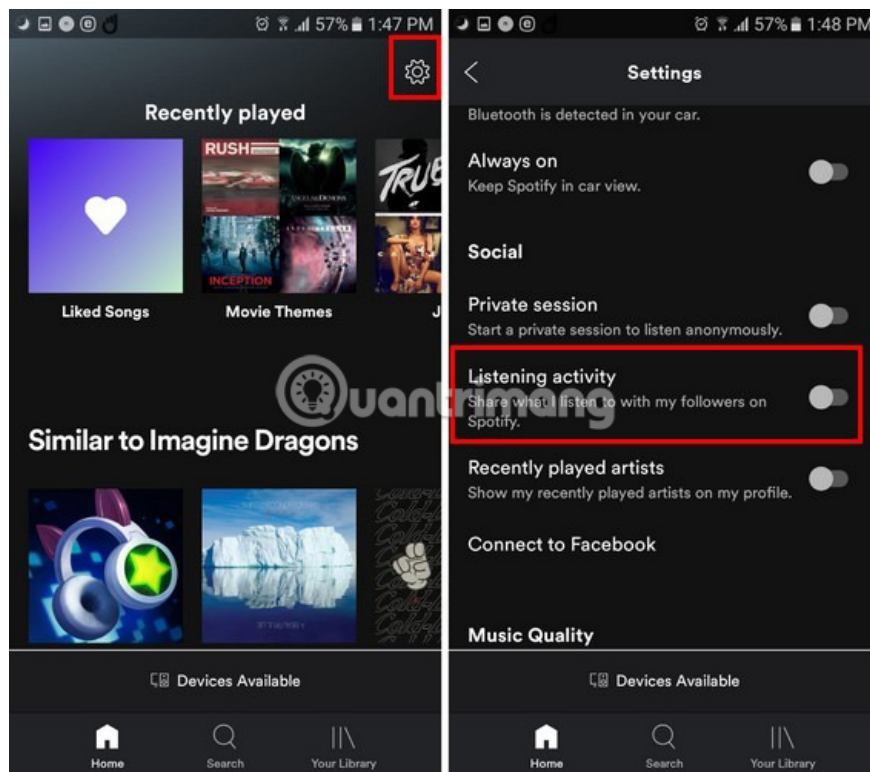 57% 1:47 PM
Recently played
RUSH
ANGELS & DEMONS
TRUE
INCEPTION
INTERSTELLAR
Liked Songs
Movie Themes
J
Similar to Imagine Dragons
Devices Available
Home
Search
Your Library
57% 1:48 PM
Settings
Bluetooth is detected in your car.
Always on
Keep Spotify in car view.
Social
Private session
Start a private session to listen anonymously.
Listening activity
Share what I listen to with my followers on
Spotify.
Recently played artists
Show my recently played artists on my profile.
Connect to Facebook
Music Quality
Devices Available
Home
Search
Your Library
Quantrimang